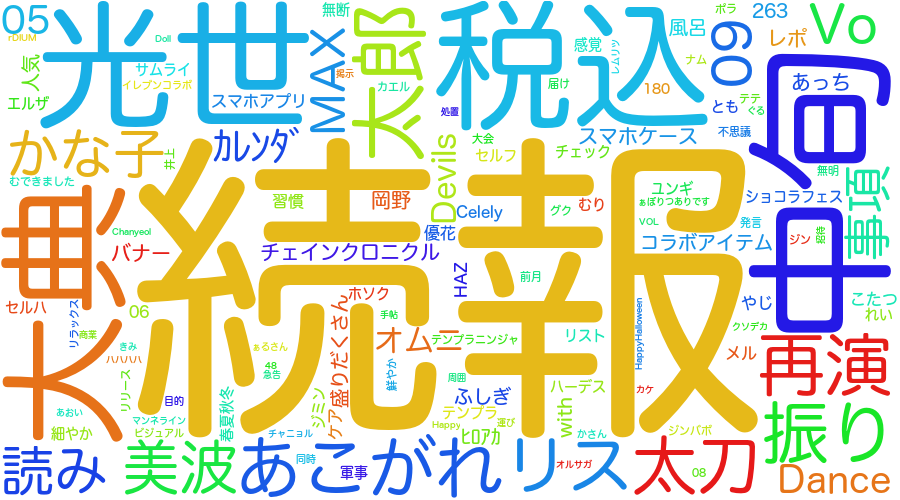 05
光世
MAX
太郎
税込
09
263
Vo
無断
ポラ
レポ
風呂
感覚
レムリツ
届け
ナム
180
rDIUM
Doll
人気
サムライ
イレブンコラボ
掲示
カエル
エルザ
スマホアプリ
処置
テテ
ぐる
とも
あっち
中旬
かな子
カレンダ
井上
大会
セルフ
チェック
スマホケース
不思議
むできました
Devils
無明
事項
大典
続報
習慣
岡野
Celely
グク
むり
ユンギ
ぁぽりつありです
ショコラフェス
Chanyeol
バナー
チェインクロニクル
優花
VOL
発言
コラボアイテム
ジン
HAZ
前月
セルハ
ホソク
06
リラックス
商業
手帖
やじ
こたつ
れい
オムニ
テンプラニンジャ
リスト
HappyHalloween
クソデカ
きみ
ハハハハ
ぁるさん
盛りだくさん
ケア
メル
再演
48
急告
鮮やか
周囲
ハーデス
カケ
リリース
目的
春夏秋冬
ジミン
ふしぎ
あおい
マンネライン
テンプラ
with
細やか
ビジュアル
チャニョル
Happy
運び
ヒロアカ
かさん
ジンバボ
振り
読み
美波
あこがれ
リス
太刀
同時
軍事
オルサガ
08
Dance